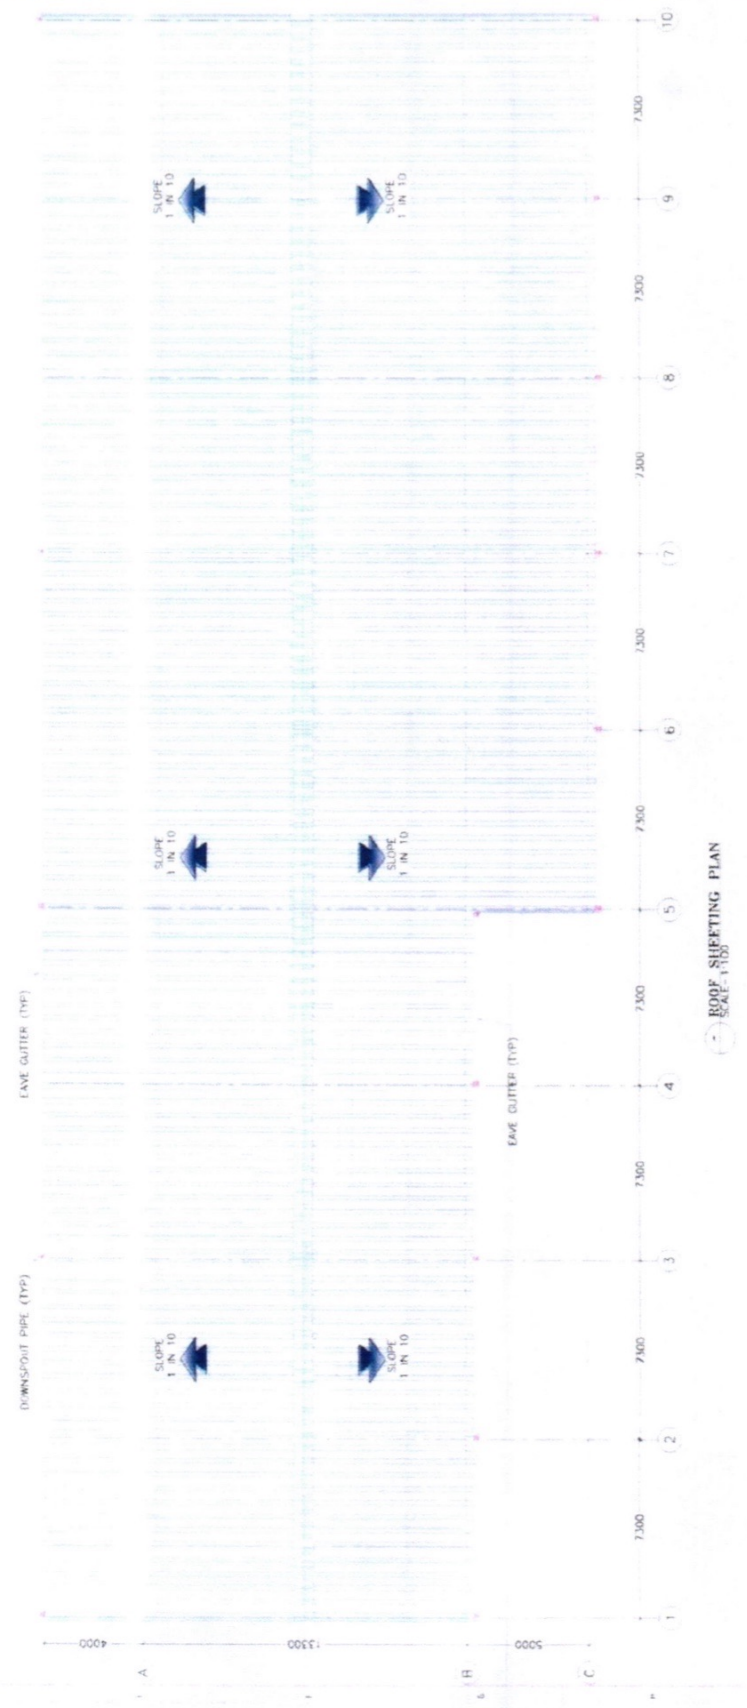 DOWNSPOUT PIPE (TYP)
EAVE GUTTER (TYP)
4000
A
SLOPE
1 IN 10
SLOPE
1 IN 10
SLOPE
1 IN 10
13300
SLOPE
1 IN 10
SLOPE
1 IN 10
SLOPE
1 IN 10
B
EAVE GUTTER (TYP)
5000
C
7300 7300 7300 7300 7300 7300 7300 7300 7300
1 2 3 4 5 6 7 8 9 10
ROOF SHEETING PLAN
SCALE- 1:100